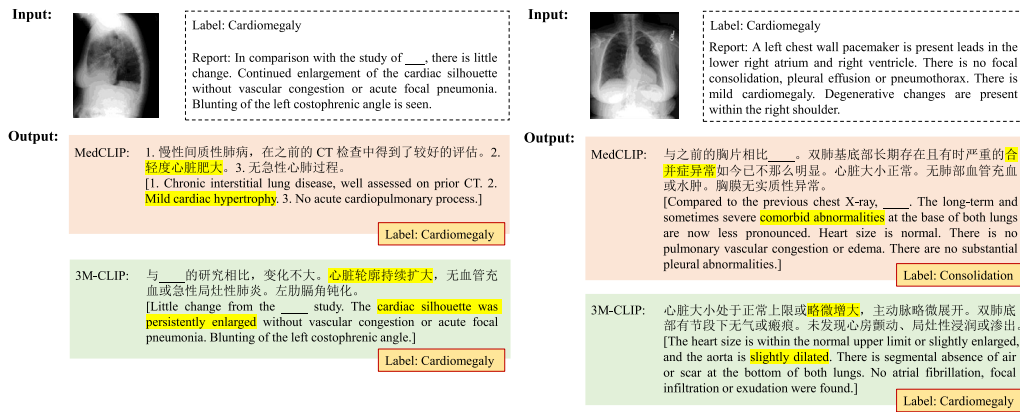 Input:
Label: Cardiomegaly
Report: In comparison with the study of ___, there is little
change. Continued enlargement of the cardiac silhouette
without vascular congestion or acute focal pneumonia.
Blunting of the left costophrenic angle is seen.
Output:
MedCLIP:
1. 慢性间质性肺病，在之前的 CT 检查中得到了较好的评估。2.
轻度心脏肥大。3. 无急性心肺过程。
[1. Chronic interstitial lung disease, well assessed on prior CT. 2.
Mild cardiac hypertrophy. 3. No acute cardiopulmonary process.]
Label: Cardiomegaly
3M-CLIP:
与___的研究相比，变化不大。心脏轮廓持续扩大，无血管充
血或急性局灶性肺炎。左肋膈角钝化。
[Little change from the ____ study. The cardiac silhouette was
persistently enlarged without vascular congestion or acute focal
pneumonia. Blunting of the left costophrenic angle.]
Label: Cardiomegaly
Input:
Label: Cardiomegaly
Report: A left chest wall pacemaker is present leads in the
lower right atrium and right ventricle. There is no focal
consolidation, pleural effusion or pneumothorax. There is
mild cardiomegaly. Degenerative changes are present
within the right shoulder.
Output:
MedCLIP:
与之前的胸片相比____。双肺基底部长期存在且有时严重的合
并症异常如今已不那么明显。心脏大小正常。无肺部血管充血
或水肿。胸膜无实质性异常。
[Compared to the previous chest X-ray, ____. The long-term and
sometimes severe comorbid abnormalities at the base of both lungs
are now less pronounced. Heart size is normal. There is no
pulmonary vascular congestion or edema. There are no substantial
pleural abnormalities.]
Label: Consolidation
3M-CLIP:
心脏大小处于正常上限或略微增大，主动脉略微展开。双肺底
部有节段下无气或瘢痕。未发现心房颤动、局灶性浸润或渗出。
[The heart size is within the normal upper limit or slightly enlarged,
and the aorta is slightly dilated. There is segmental absence of air
or scar at the bottom of both lungs. No atrial fibrillation, focal
infiltration or exudation were found.]
Label: Cardiomegaly